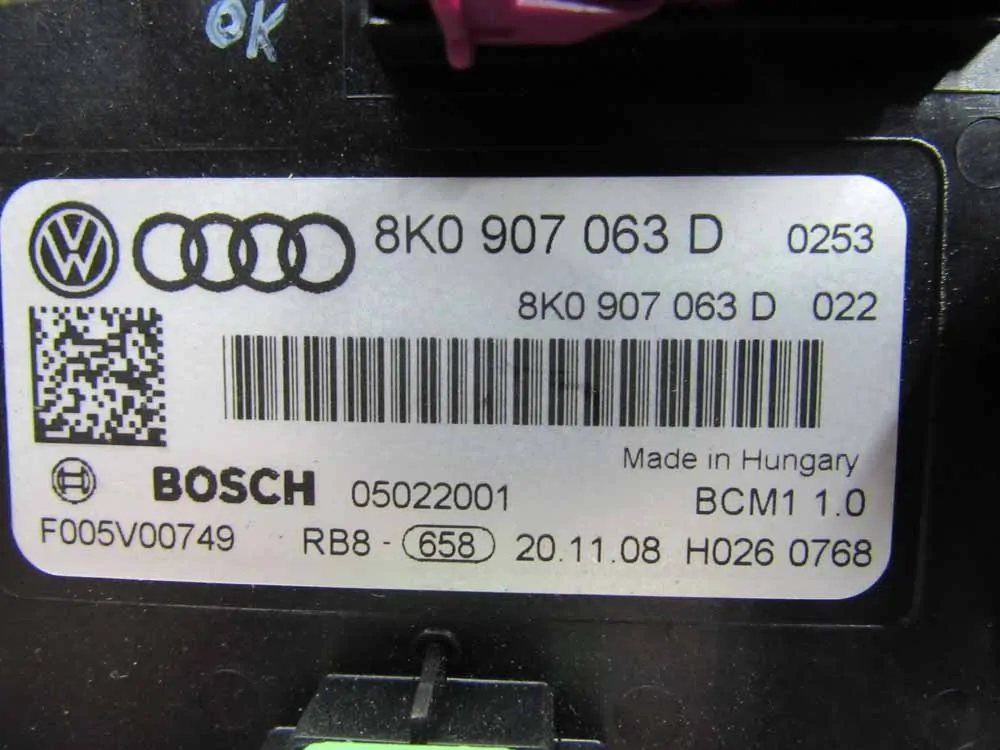 OK
8K0 907 063 D 0253
8K0 907 063 D 022
Made in Hungary
BOSCH 05022001 BCM1 1.0
F005V00749 RB8 - 658 20.11.08 H026 0768